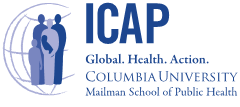 ICAP
Global. Health. Action.
COLUMBIA UNIVERSITY
Mailman School of Public Health